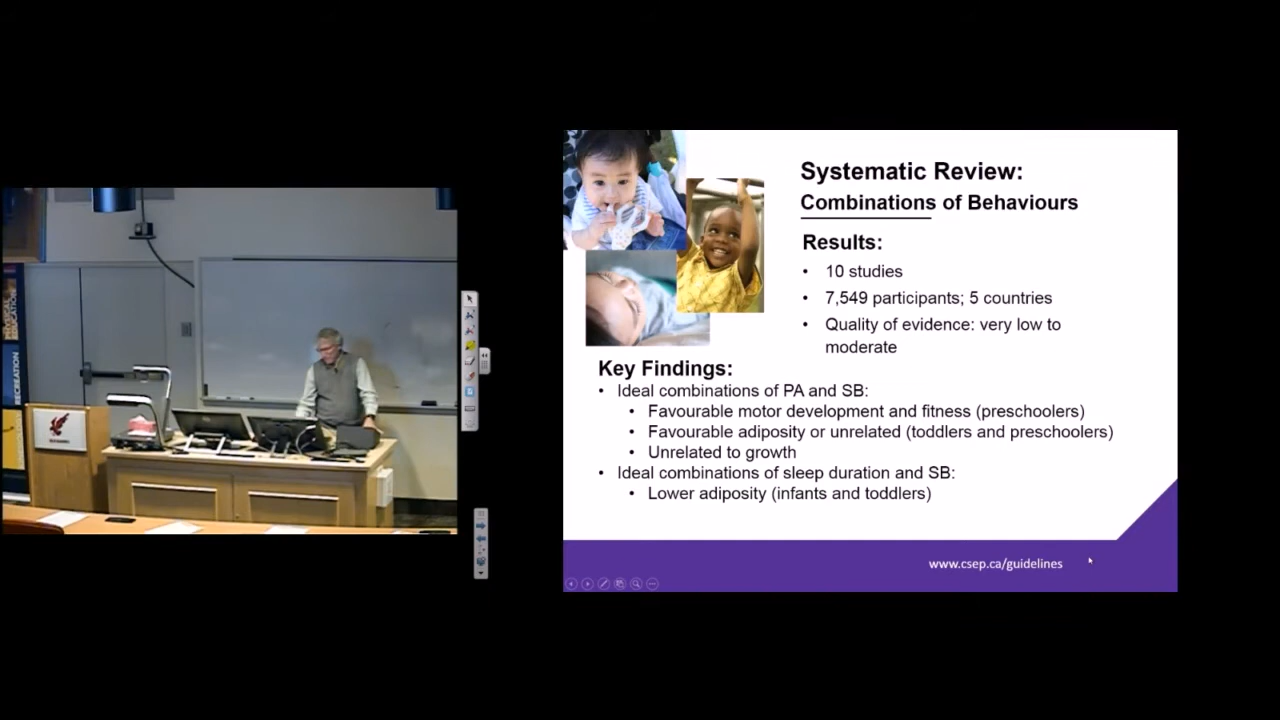 PHYSICAL
EDUCATION
RECREATION
Systematic Review:
Combinations of Behaviours
Results:
• 10 studies
• 7,549 participants; 5 countries
• Quality of evidence: very low to
moderate
Key Findings:
• Ideal combinations of PA and SB:
• Favourable motor development and fitness (preschoolers)
• Favourable adiposity or unrelated (toddlers and preschoolers)
• Unrelated to growth
• Ideal combinations of sleep duration and SB:
• Lower adiposity (infants and toddlers)
www.csep.ca/guidelines